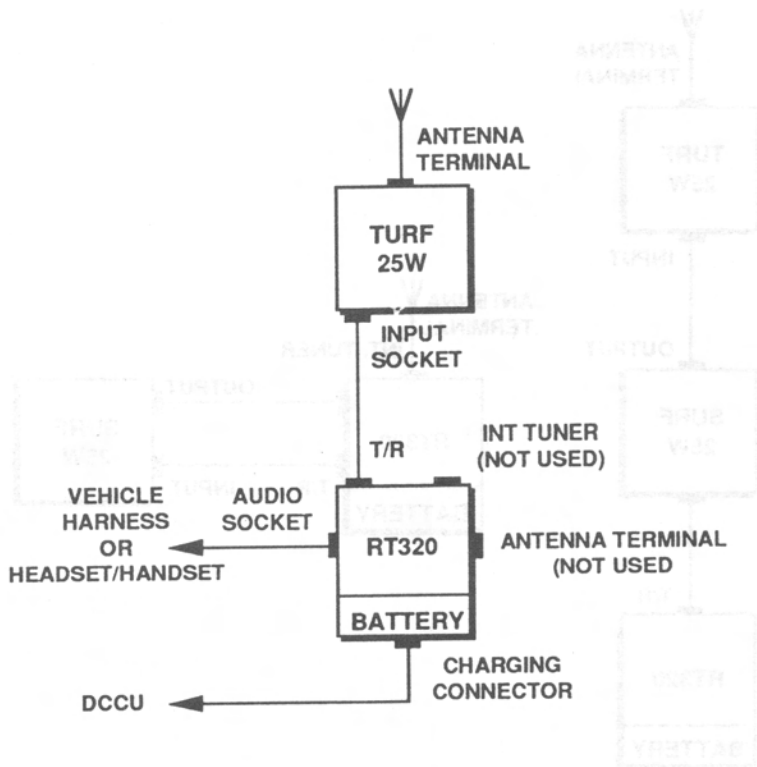 ANTENNA
TERMINAL
TURF
25W
INPUT
SOCKET
T/R
INT TUNER
(NOT USED)
VEHICLE
HARNESS
OR
HEADSET/HANDSET
AUDIO
SOCKET
RT320
ANTENNA TERMINAL
(NOT USED
BATTERY
CHARGING
CONNECTOR
DCCU